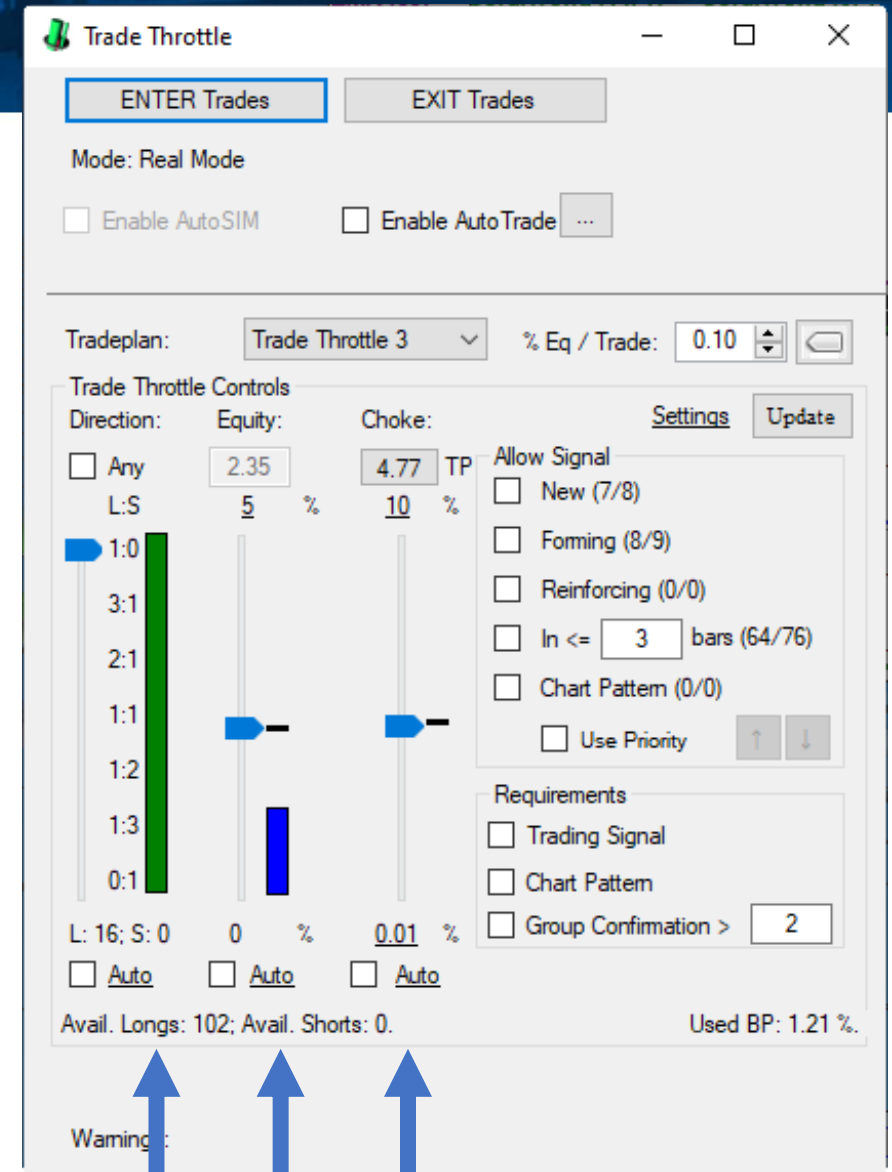 Trade Throttle
ENTER Trades EXIT Trades
Mode: Real Mode
Enable AutoSIM Enable AutoTrade ...
Tradeplan: Trade Throttle 3 % Eq / Trade: 0.10
Trade Throttle Controls
Direction: Equity: Choke: Settings Update
Any 2.35 4.77 TP
L:S 5 % 10 %
1:0
3:1
2:1
1:1
1:2
1:3
0:1
L: 16; S: 0 0 % 0.01 %
Auto Auto Auto
Allow Signal
New (7/8)
Forming (8/9)
Reinforcing (0/0)
In <= 3 bars (64/76)
Chart Pattern (0/0)
Use Priority ↑ ↓
Requirements
Trading Signal
Chart Pattern
Group Confirmation > 2
Avail. Longs: 102; Avail. Shorts: 0. Used BP: 1.21 %.